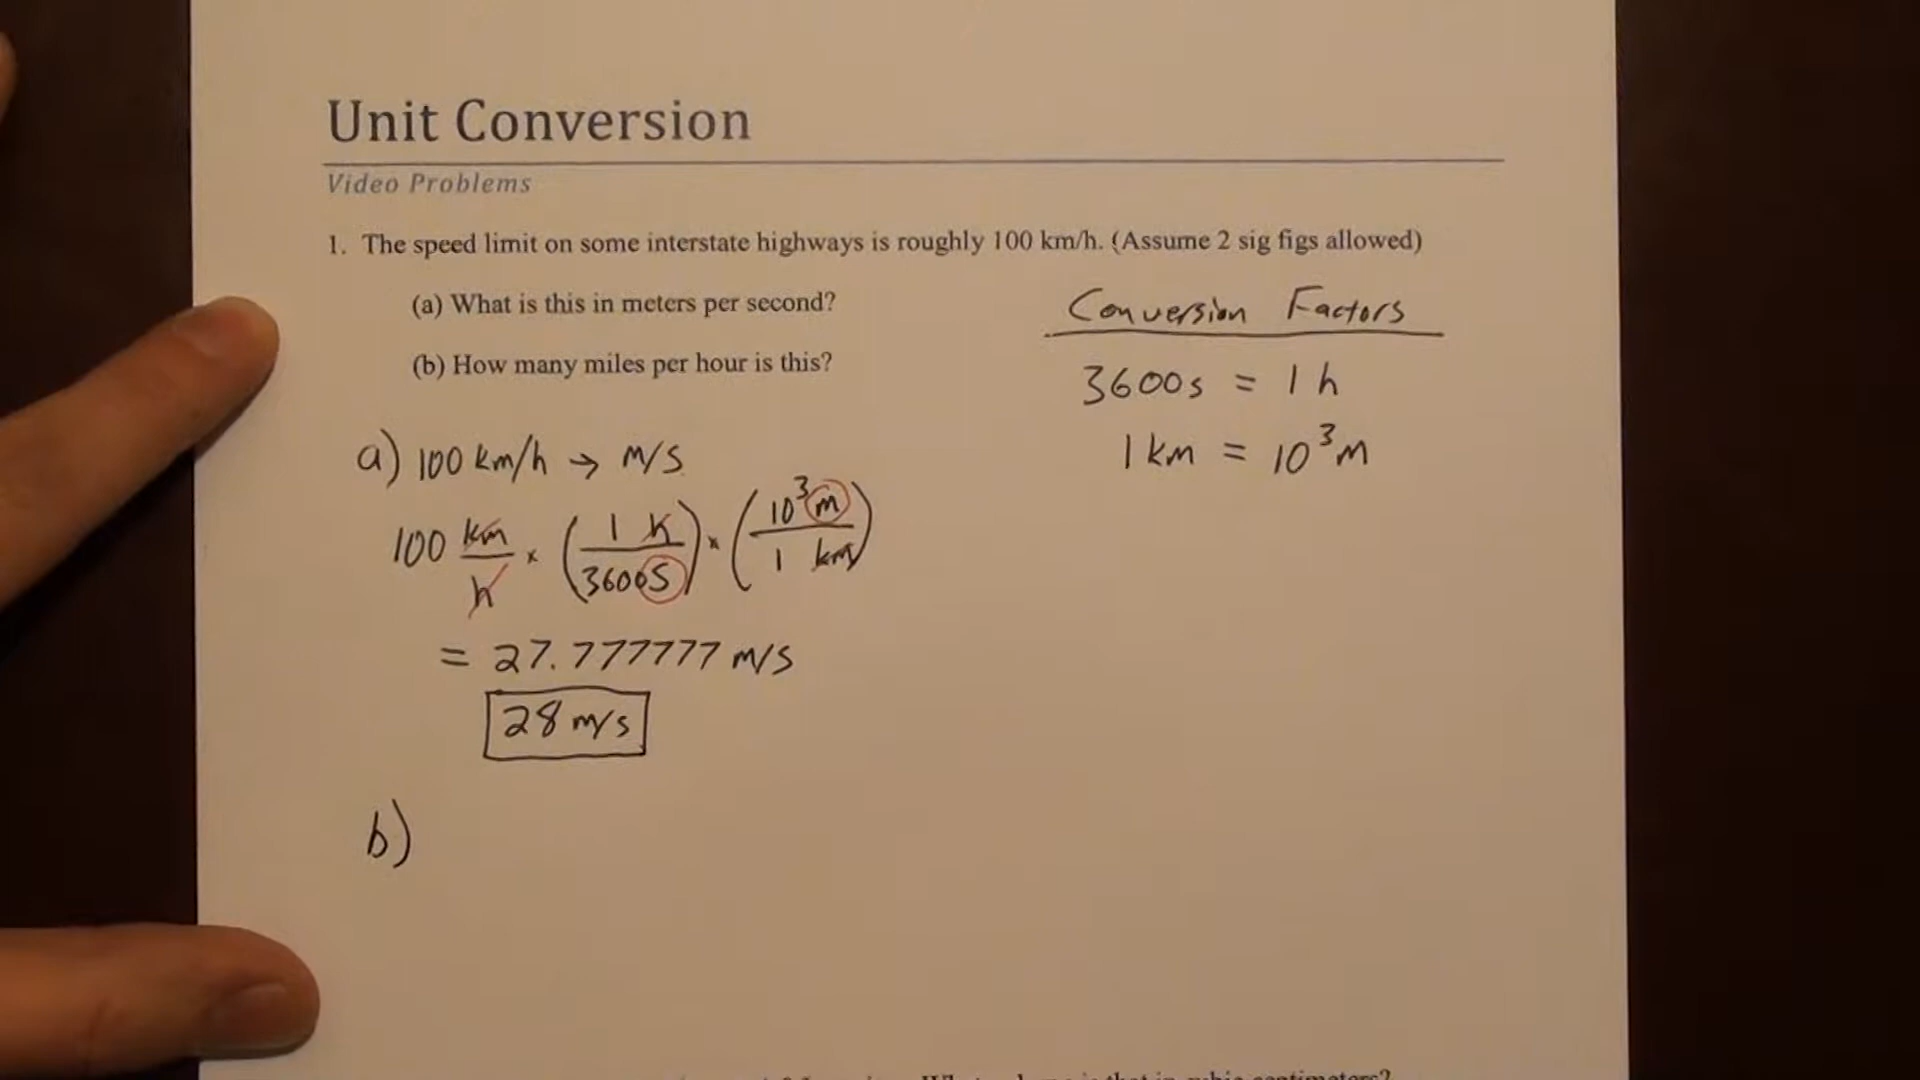 Unit Conversion
Video Problems
1. The speed limit on some interstate highways is roughly 100 km/h. (Assume 2 sig figs allowed)
(a) What is this in meters per second?
(b) How many miles per hour is this?
Conversion Factors
3600s = 1 h
1 km = 10³ m
a) 100 km/h → m/s
100 km/h × (1 h / 3600 s) × (10³ m / 1 km)
= 27.777777 m/s
28 m/s
b)